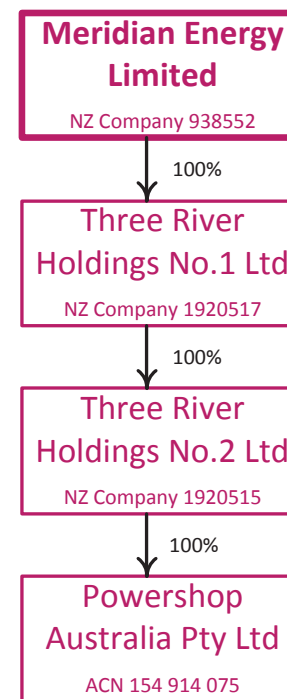 Meridian Energy
Limited
NZ Company 938552
100%
Three River
Holdings No.1 Ltd
NZ Company 1920517
100%
Three River
Holdings No.2 Ltd
NZ Company 1920515
100%
Powershop
Australia Pty Ltd
ACN 154 914 075